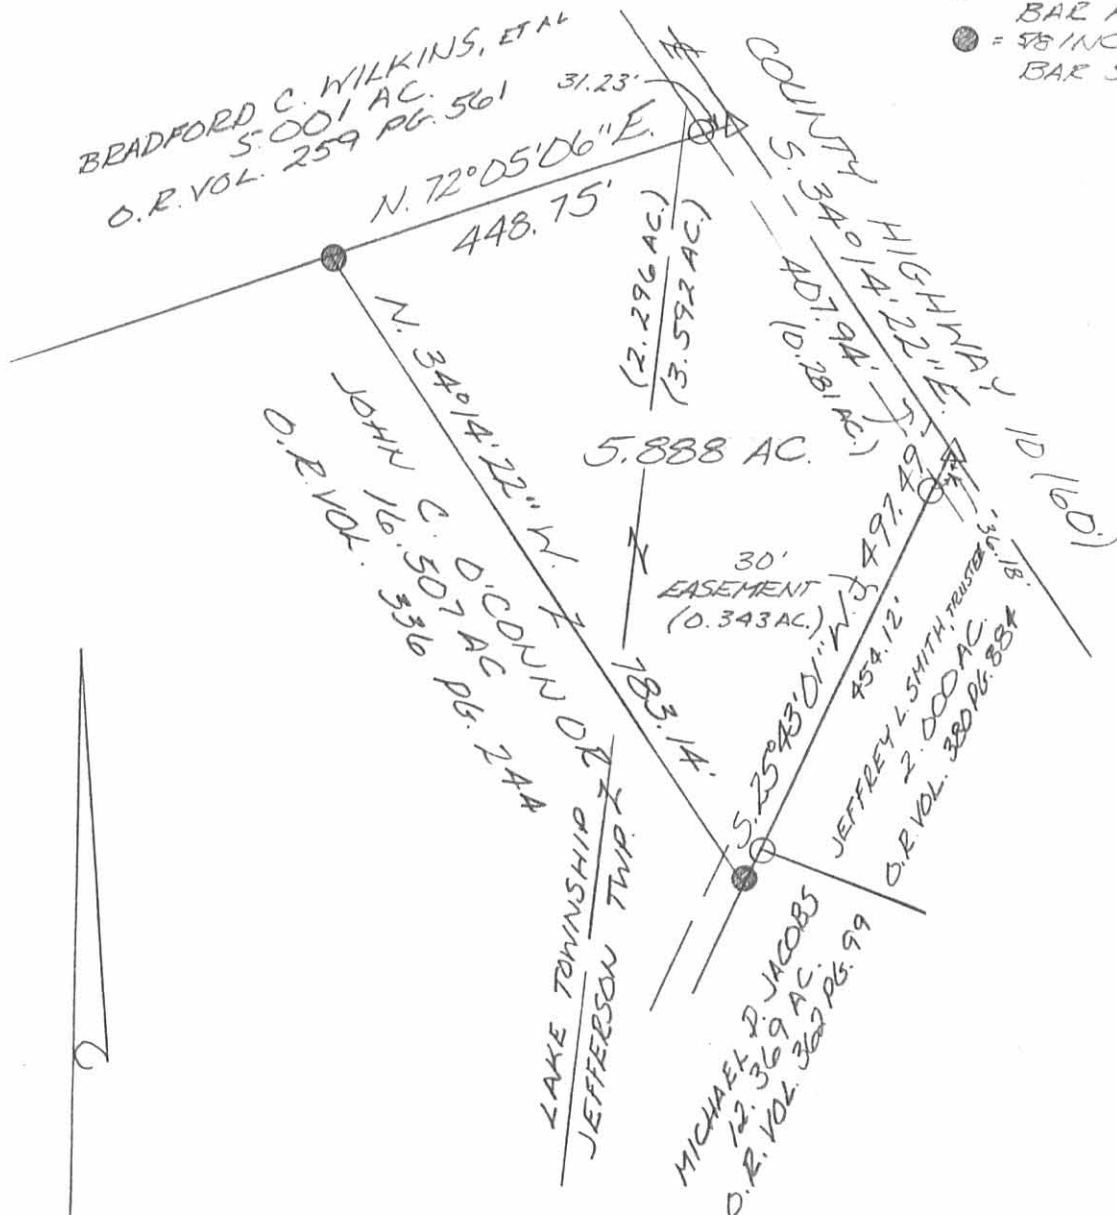 BAR
= 5/8 INC
BAR S
BRADFORD C. WILKINS, ET AL
5.001 AC.
O.R. VOL. 259 PG. 561
31.23'
N. 72°05'06" E.
448.75'
COUNTY HIGHWAY 10 (60')
S. 34°14'22" E.
407.94'
(0.281 AC.)
(2.296 AC.)
(3.592 AC.)
5.888 AC.
N. 34°14'22" W.
783.14'
JOHN C. O'CONNOR
16.507 AC
O.R. VOL. 336 PG. 244
30'
EASEMENT
(0.343 AC.)
S. 25°43'01" W.
497.49'
36.18'
454.12'
JEFFREY L. SMITH, TRUSTEE
2.000 AC.
O.R. VOL. 380 PG. 884
LAKE TOWNSHIP
JEFFERSON TWP.
MICHAEL D. JACOBS
12.369 AC.
O.R. VOL. 362 PG. 99